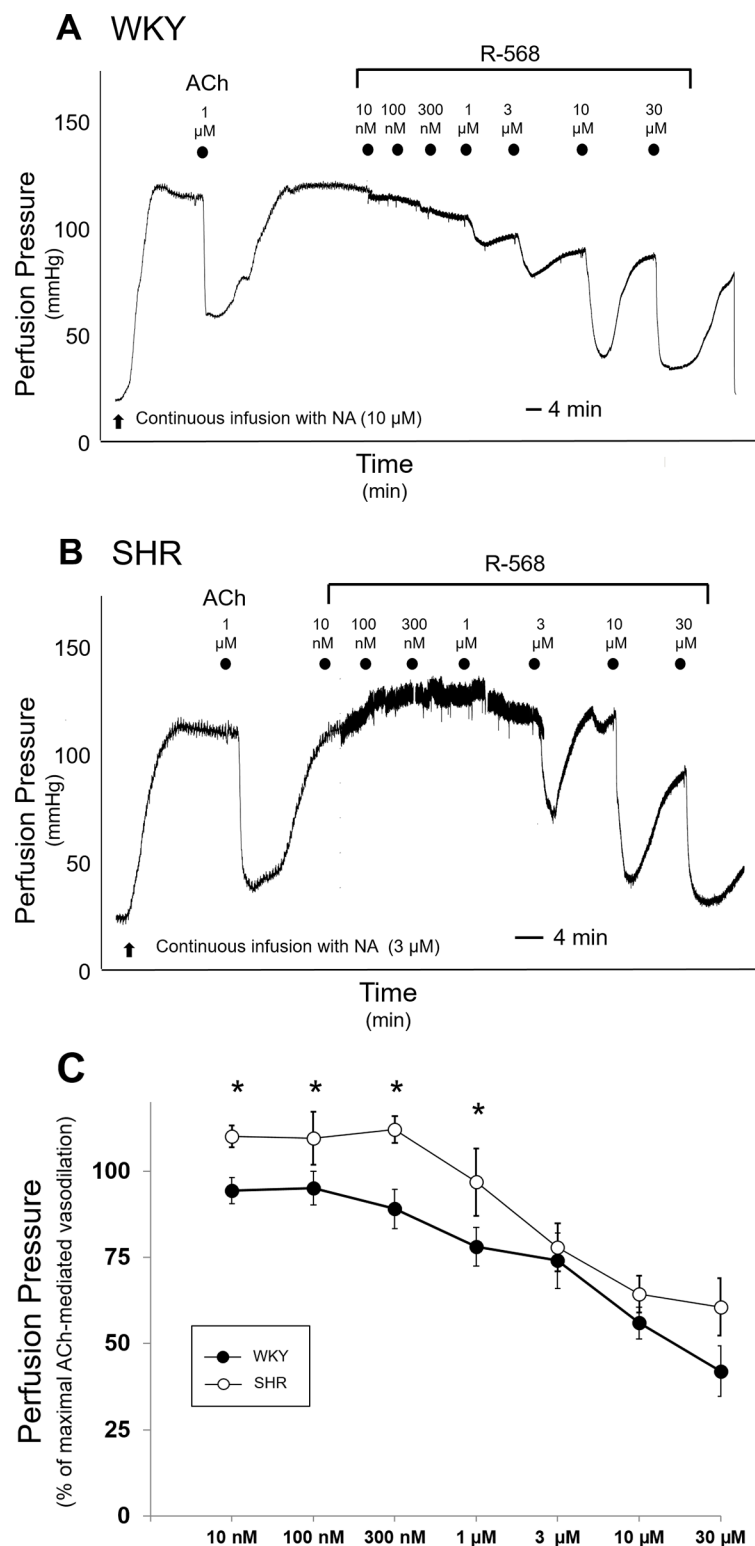 A WKY
R-568
ACh
1 10 100 300 1 3 10 30
µM nM nM nM µM µM µM µM
150
100
50
0
Perfusion Pressure
(mmHg)
Continuous infusion with NA (10 µM)
4 min
Time
(min)
B SHR
R-568
ACh
1 10 100 300 1 3 10 30
µM nM nM nM µM µM µM µM
150
100
50
0
Perfusion Pressure
(mmHg)
Continuous infusion with NA (3 µM)
4 min
Time
(min)
C
* * * *
100
75
50
25
0
Perfusion Pressure
(% of maximal ACh-mediated vasodilation)
WKY
SHR
10 nM 100 nM 300 nM 1 µM 3 µM 10 µM 30 µM